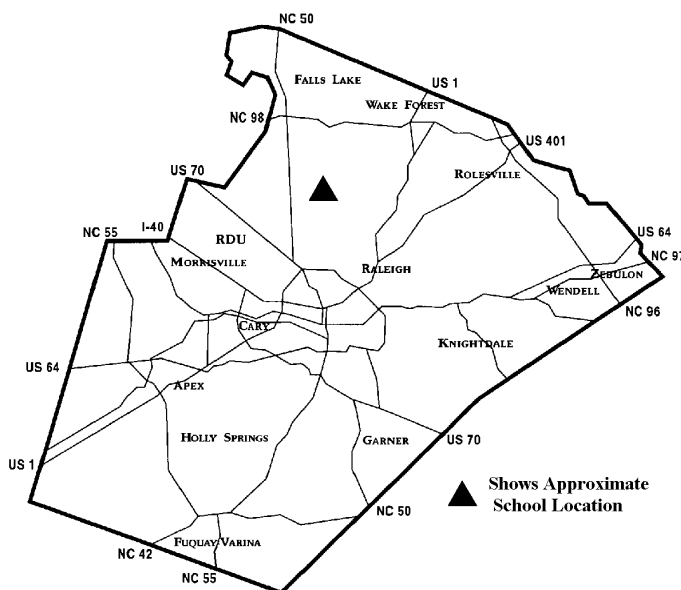 NC 50
FALLS LAKE
US 1
WAKE FOREST
NC 98
US 401
US 70
ROLESVILLE
I-40
NC 55
RDU
US 64
MORRISVILLE
RALEIGH
NC 97
ZEBULON
WENDELL
NC 96
CARY
KNIGHTDALE
US 64
APEX
HOLLY SPRINGS
GARNER
US 70
US 1
Shows Approximate
School Location
NC 50
FUQUAY-VARINA
NC 42
NC 55